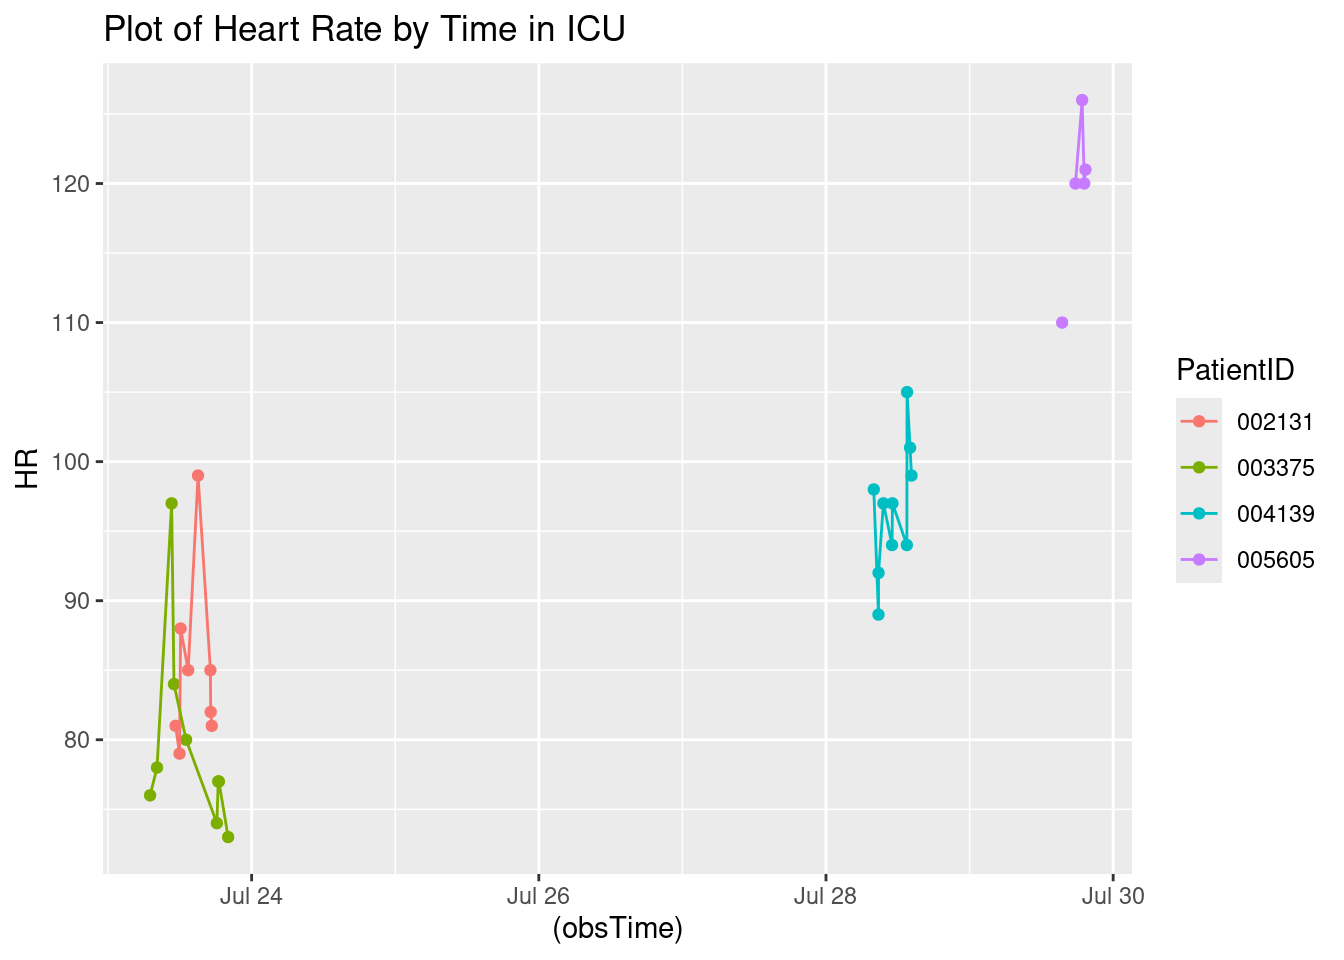 Plot of Heart Rate by Time in ICU
HR
120
110
100
90
80
Jul 24
Jul 26
Jul 28
Jul 30
(obsTime)
PatientID
002131
003375
004139
005605